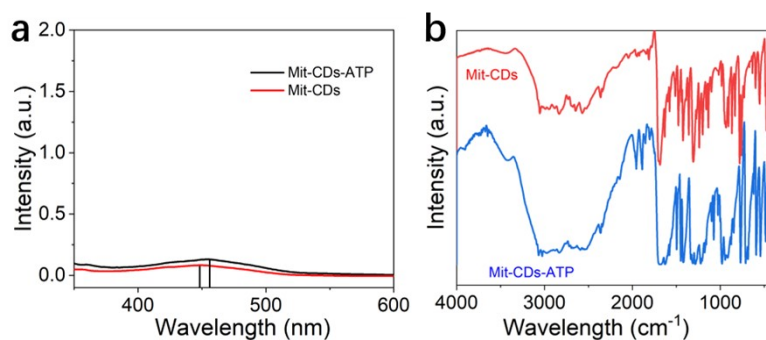 a
2.0
1.5
1.0
0.5
0.0
Intensity (a.u.)
Mit-CDs-ATP
Mit-CDs
400
500
600
Wavelength (nm)
b
Intensity (a.u.)
Mit-CDs
Mit-CDs-ATP
4000
3000
2000
1000
Wavelength (cm⁻¹)